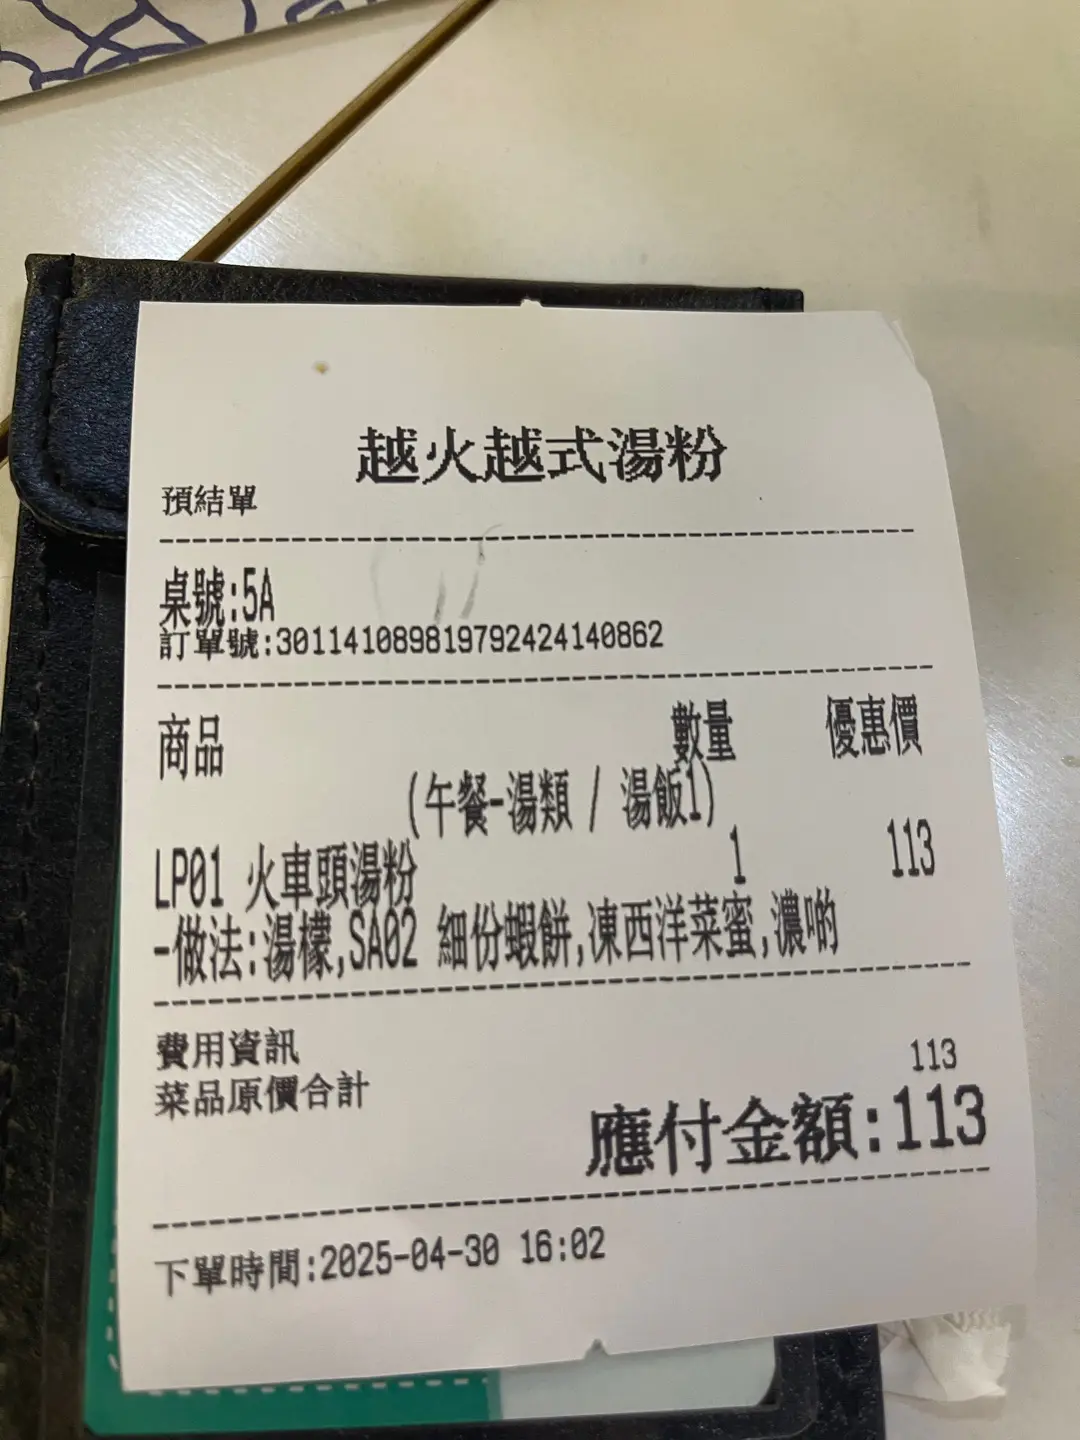 越火越式湯粉
預結單
桌號:5A
訂單號:301141089819792424140862
商品 數量 優惠價
(午餐-湯類 / 湯飯1)
LP01 火車頭湯粉 1 113
-做法:湯檬,SA02 細份蝦餅,凍西洋菜蜜,濃啲
費用資訊
菜品原價合計 113
應付金額:113
下單時間:2025-04-30 16:02